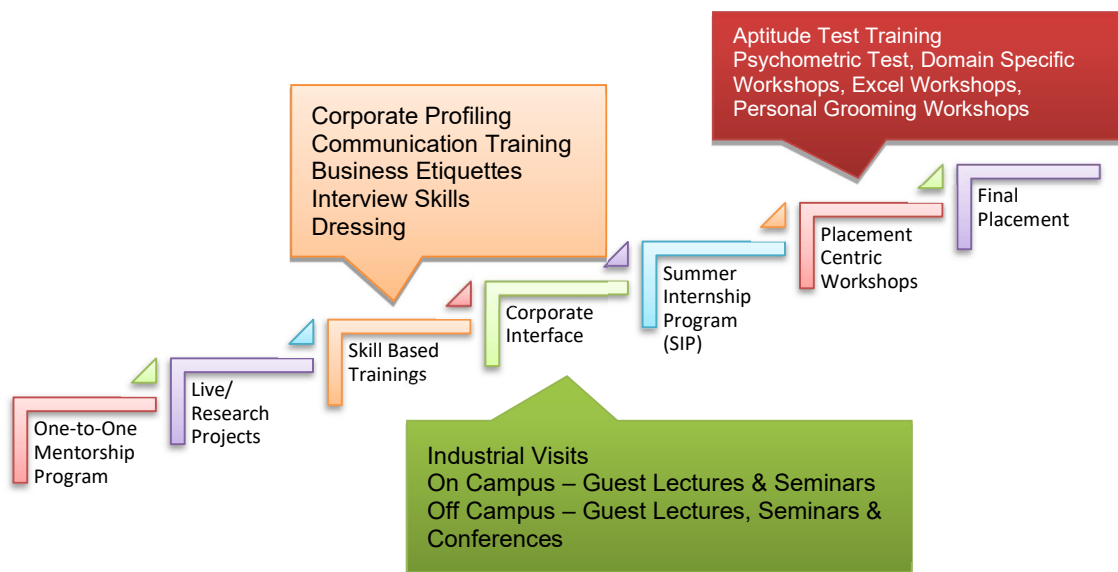 Aptitude Test Training
Psychometric Test, Domain Specific
Workshops, Excel Workshops,
Personal Grooming Workshops
Corporate Profiling
Communication Training
Business Etiquettes
Interview Skills
Dressing
Final
Placement
Placement
Centric
Workshops
Summer
Internship
Program
(SIP)
Corporate
Interface
Skill Based
Trainings
Live/
Research
Projects
One-to-One
Mentorship
Program
Industrial Visits
On Campus – Guest Lectures & Seminars
Off Campus – Guest Lectures, Seminars &
Conferences